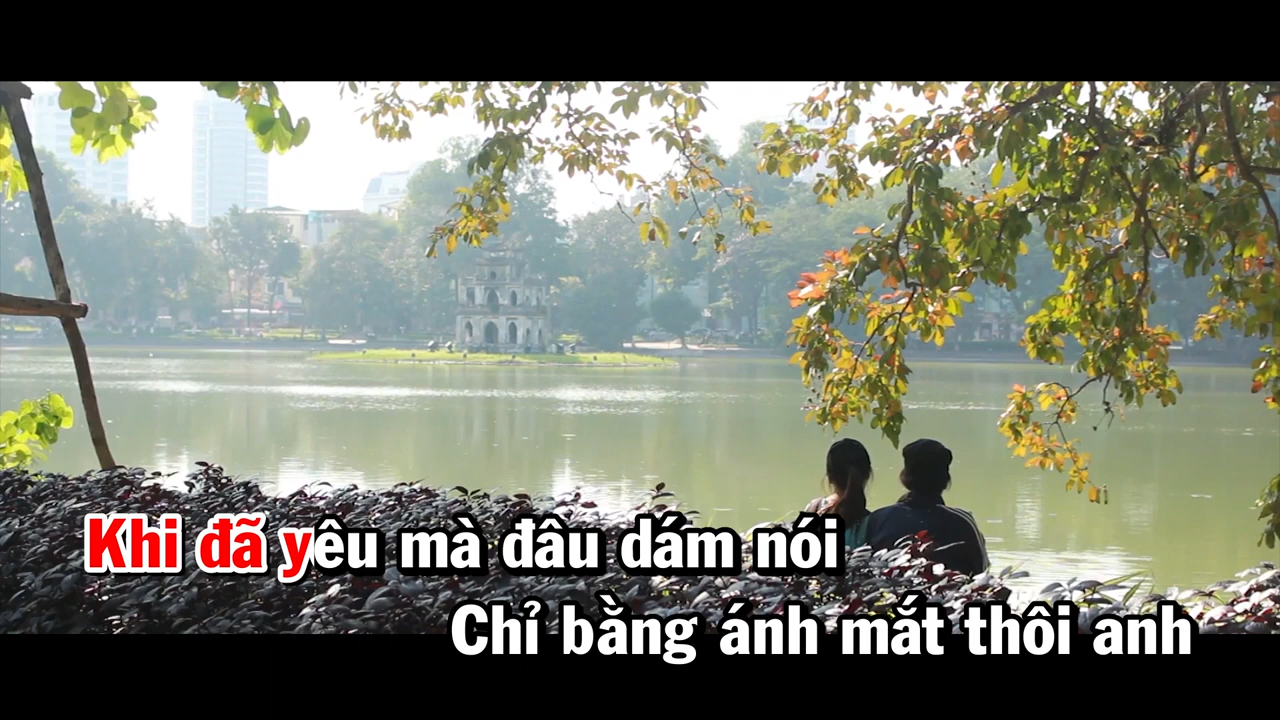 Khi đã yêu mà đâu dám nói
Chỉ bằng ánh mắt thôi anh